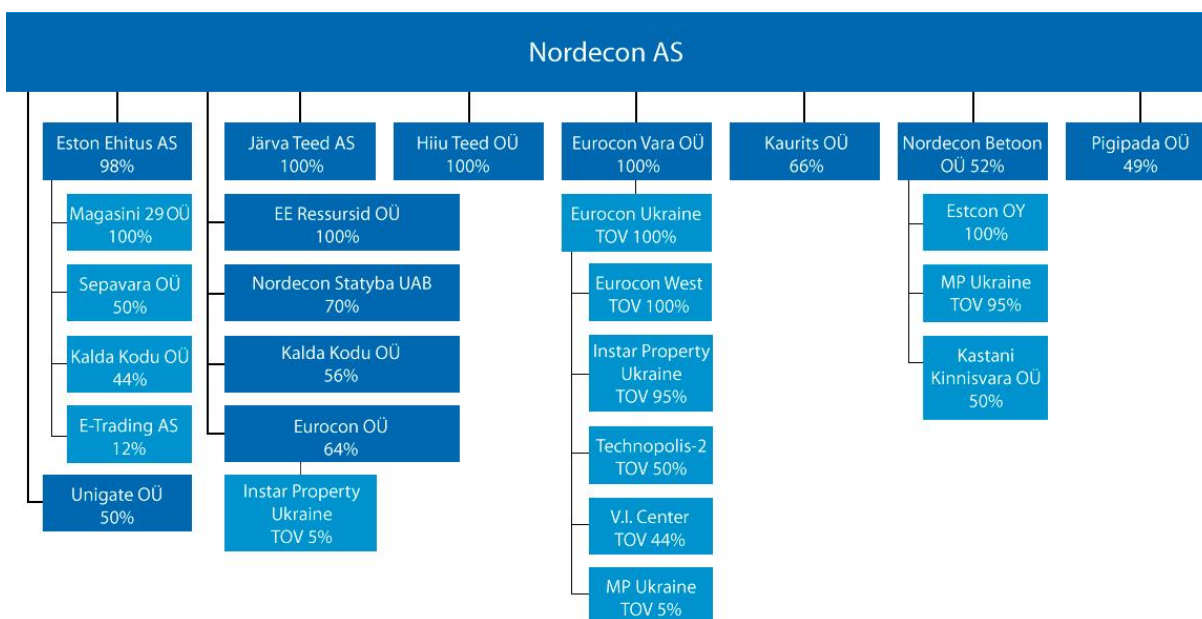 Nordecon AS
Eston Ehitus AS
98%
Järva Teed AS
100%
Hiiu Teed OÜ
100%
Eurocon Vara OÜ
100%
Kaurits OÜ
66%
Nordecon Betoon
OÜ 52%
Pigipada OÜ
49%
Magasini 29 OÜ
100%
Sepavara OÜ
50%
Kalda Kodu OÜ
44%
E-Trading AS
12%
Unigate OÜ
50%
EE Ressursid OÜ
100%
Nordecon Statyba UAB
70%
Kalda Kodu OÜ
56%
Eurocon OÜ
64%
Instar Property
Ukraine
TOV 5%
Eurocon Ukraine
TOV 100%
Eurocon West
TOV 100%
Instar Property
Ukraine
TOV 95%
Technopolis-2
TOV 50%
V.I. Center
TOV 44%
MP Ukraine
TOV 5%
Estcon OY
100%
MP Ukraine
TOV 95%
Kastani
Kinnisvara OÜ
50%